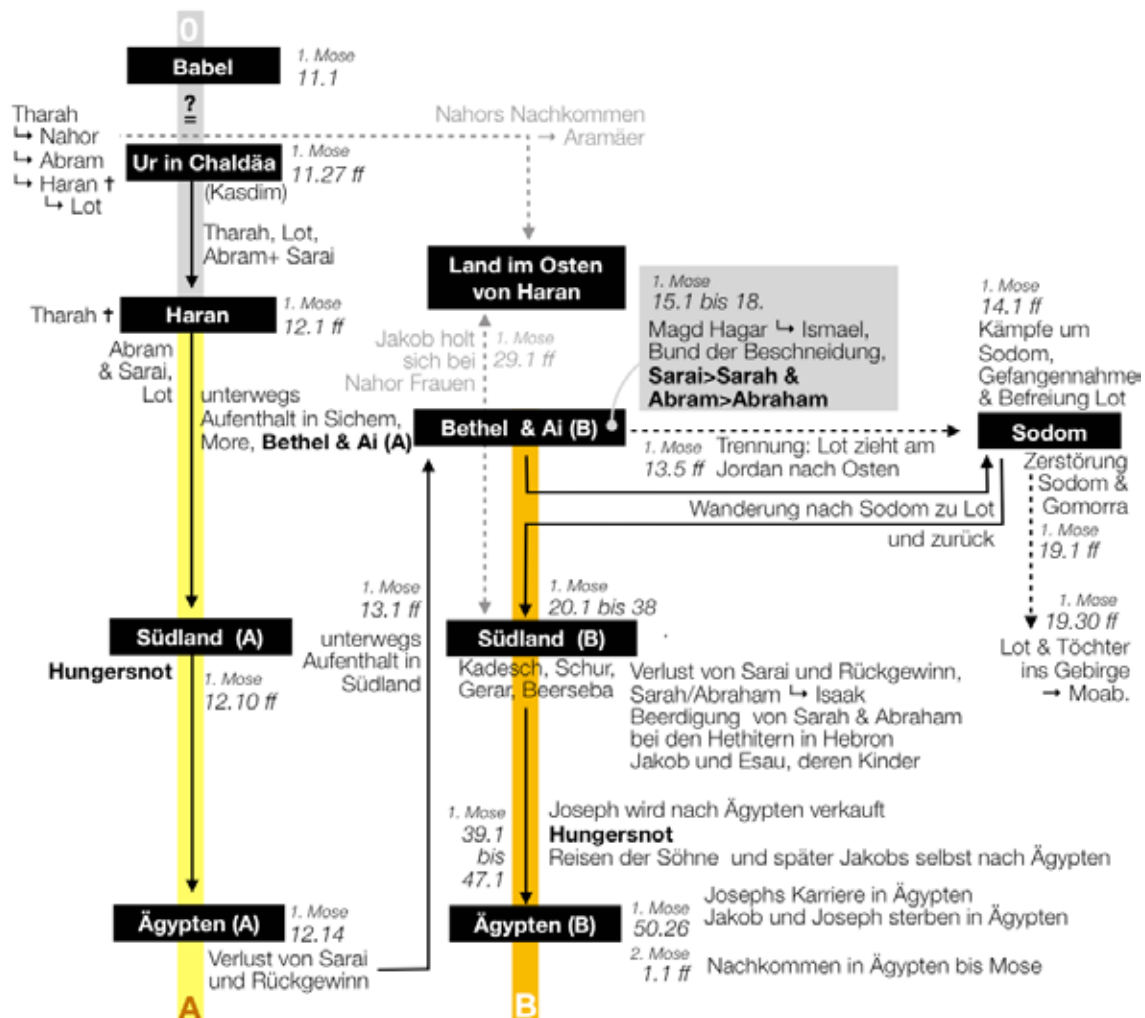 0
Babel
1. Mose
11.1
?
=
Tharah
↳ Nahor
↳ Abram
↳ Haran ✝
↳ Lot
Nahors Nachkommen
→ Aramäer
Ur in Chaldäa
1. Mose
11.27 ff
(Kasdim)
Tharah, Lot,
Abram+ Sarai
Land im Osten
von Haran
Tharah ✝
Haran
1. Mose
12.1 ff
Abram
& Sarai,
Lot
unterwegs
Aufenthalt in Sichem,
More, Bethel & Ai (A)
Jakob holt
sich bei
Nahor Frauen
1. Mose
29.1 ff
1. Mose
15.1 bis 18.
Magd Hagar ↳ Ismael,
Bund der Beschneidung,
Sarai>Sarah &
Abram>Abraham
1. Mose
14.1 ff
Kämpfe um
Sodom,
Gefangennahme
& Befreiung Lot
Bethel & Ai (B)
1. Mose
13.5 ff
Trennung: Lot zieht am
Jordan nach Osten
Sodom
Zerstörung
Sodom &
Gomorra
1. Mose
19.1 ff
Wanderung nach Sodom zu Lot
und zurück
1. Mose
19.30 ff
Lot & Töchter
ins Gebirge
→ Moab.
1. Mose
13.1 ff
unterwegs
Aufenthalt in
Südland
1. Mose
20.1 bis 38
Südland (A)
Hungersnot
1. Mose
12.10 ff
Südland (B)
Kadesch, Schur,
Gerar, Beerseba
Verlust von Sarai und Rückgewinn,
Sarah/Abraham ↳ Isaak
Beerdigung von Sarah & Abraham
bei den Hethitern in Hebron
Jakob und Esau, deren Kinder
1. Mose
39.1
bis
47.1
Joseph wird nach Ägypten verkauft
Hungersnot
Reisen der Söhne und später Jakobs selbst nach Ägypten
Ägypten (A)
1. Mose
12.14
Verlust von Sarai
und Rückgewinn
Ägypten (B)
1. Mose
50.26
Josephs Karriere in Ägypten
Jakob und Joseph sterben in Ägypten
2. Mose
1.1 ff
Nachkommen in Ägypten bis Mose
A
B